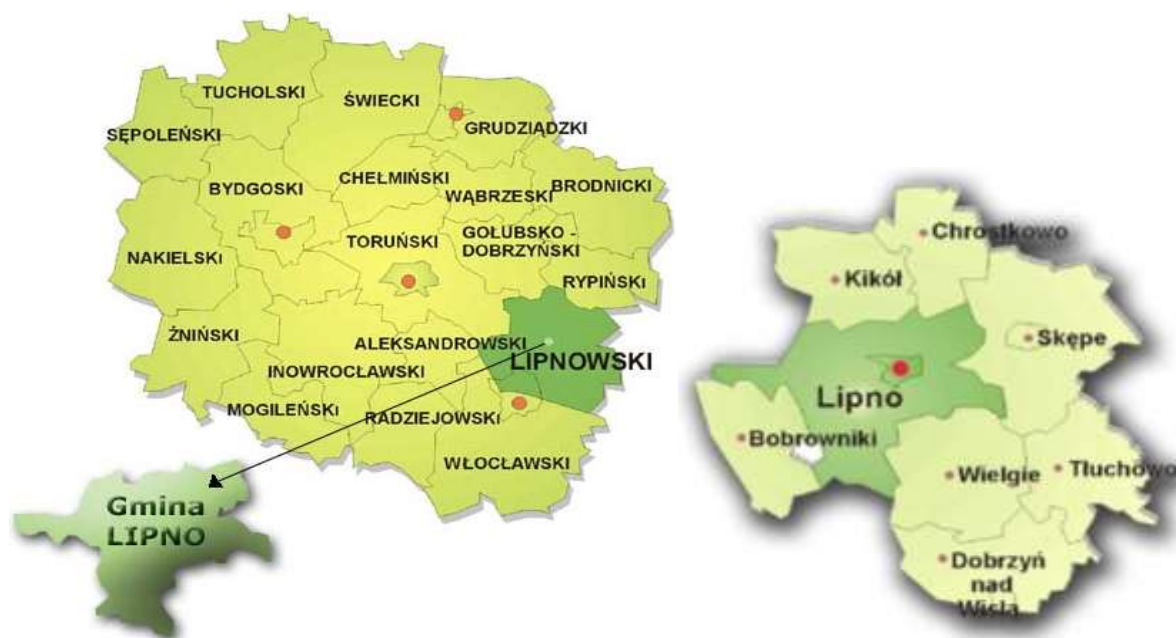 TUCHOLSKI
ŚWIECKI
GRUDZIĄDZKI
SĘPOLEŃSKI
BYDGOSKI
CHEŁMIŃSKI
WĄBRZESKI
BRODNICKI
NAKIELSKI
TORUŃSKI
GOŁUBSKO -
DOBRZYŃSKI
RYPIŃSKI
ŻNIŃSKI
ALEKSANDROWSKI
LIPNOWSKI
INOWROCŁAWSKI
MOGILEŃSKI
RADZIEJOWSKI
WŁOCŁAWSKI
Gmina
LIPNO
Chrostkowo
Kikół
Skępe
Lipno
Bobrowniki
Wielgie
Tłuchowo
Dobrzyń
nad
Wisłą